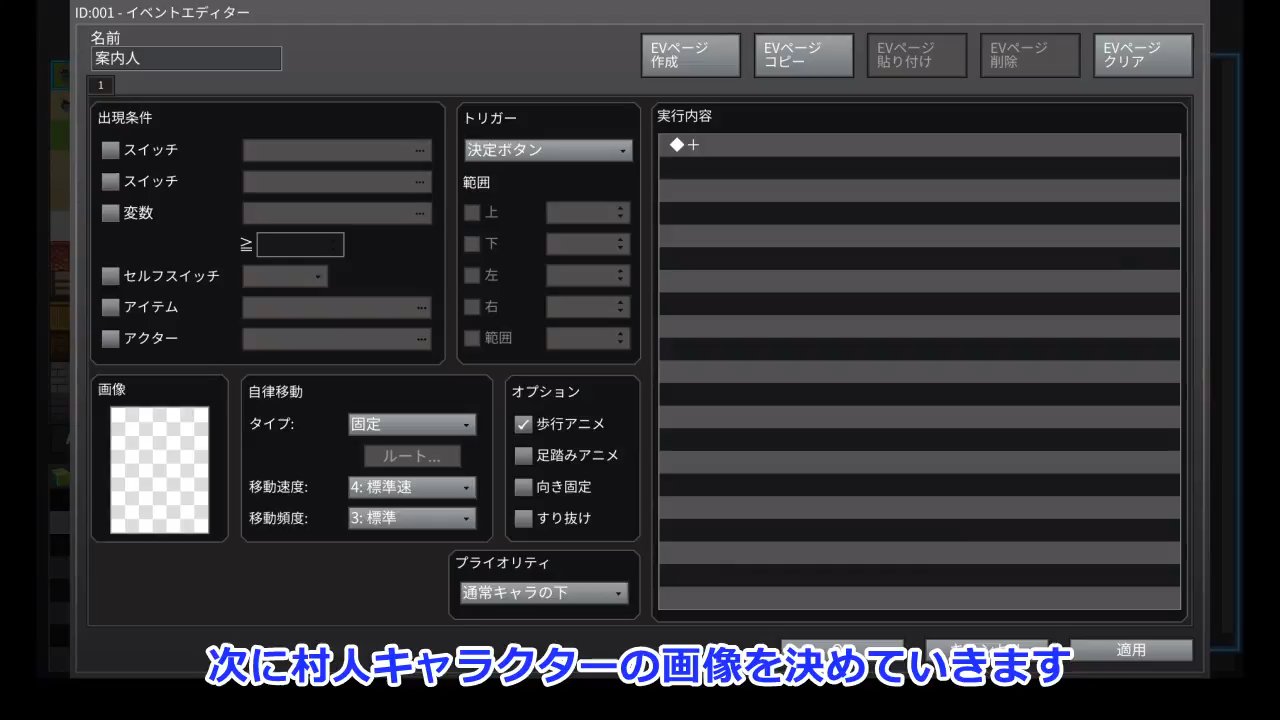 ID:001 - イベントエディター
名前
案内人
EVページ
作成
EVページ
コピー
EVページ
貼り付け
EVページ
削除
EVページ
クリア
1
出現条件
スイッチ
...
スイッチ
...
変数
...
≧
セルフスイッチ
アイテム
...
アクター
...
トリガー
決定ボタン
範囲
上
下
左
右
範囲
実行内容
◆+
画像
自律移動
タイプ:
固定
ルート...
移動速度:
4: 標準速
移動頻度:
3: 標準
オプション
歩行アニメ
足踏みアニメ
向き固定
すり抜け
プライオリティ
通常キャラの下
適用
次に村人キャラクターの画像を決めていきます